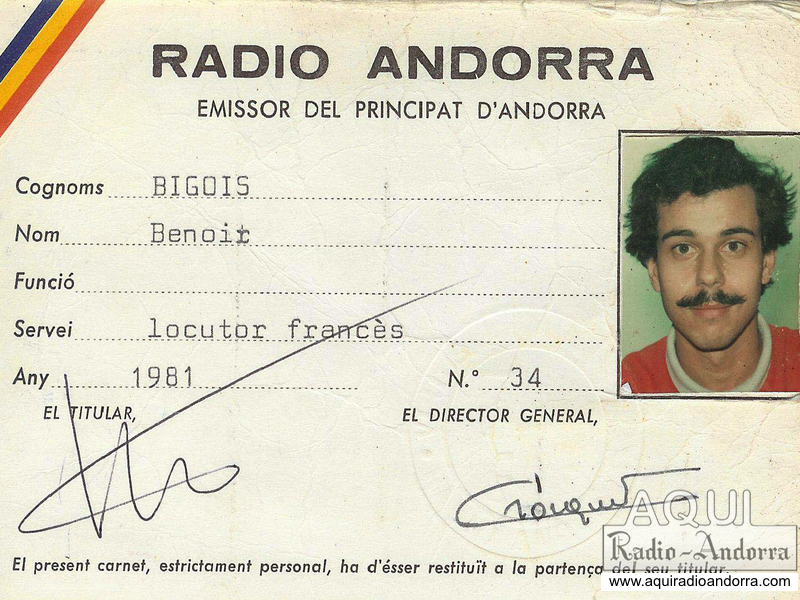 RADIO ANDORRA
EMISSOR DEL PRINCIPAT D'ANDORRA
Cognoms BIGOIS
Nom Benoit
Funció
Servei locutor francès
Any 1981 N.º 34
EL TITULAR, EL DIRECTOR GENERAL,
El present carnet, estrictament personal, ha d'ésser restituït a la partença del seu titular.
AQUI
Radio-Andorra
www.aquiradioandorra.com